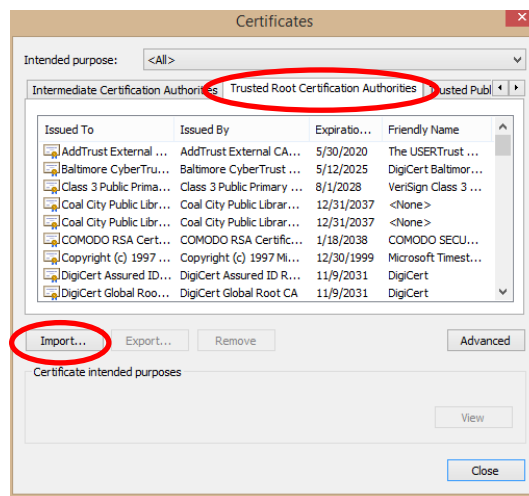 Certificates
Intended purpose: <All>
Intermediate Certification Authorities Trusted Root Certification Authorities Trusted Publ
Issued To Issued By Expiratio... Friendly Name
AddTrust External ... AddTrust External CA... 5/30/2020 The USERTrust ...
Baltimore CyberTru... Baltimore CyberTrust ... 5/12/2025 DigiCert Baltimor...
Class 3 Public Prima... Class 3 Public Primary ... 8/1/2028 VeriSign Class 3 ...
Coal City Public Libr... Coal City Public Librar... 12/31/2037 <None>
Coal City Public Libr... Coal City Public Librar... 12/31/2037 <None>
COMODO RSA Cert... COMODO RSA Certific... 1/18/2038 COMODO SECU...
Copyright (c) 1997 ... Copyright (c) 1997 Mi... 12/30/1999 Microsoft Timest...
DigiCert Assured ID... DigiCert Assured ID R... 11/9/2031 DigiCert
DigiCert Global Roo... DigiCert Global Root CA 11/9/2031 DigiCert
Import... Export... Remove Advanced
Certificate intended purposes
View
Close